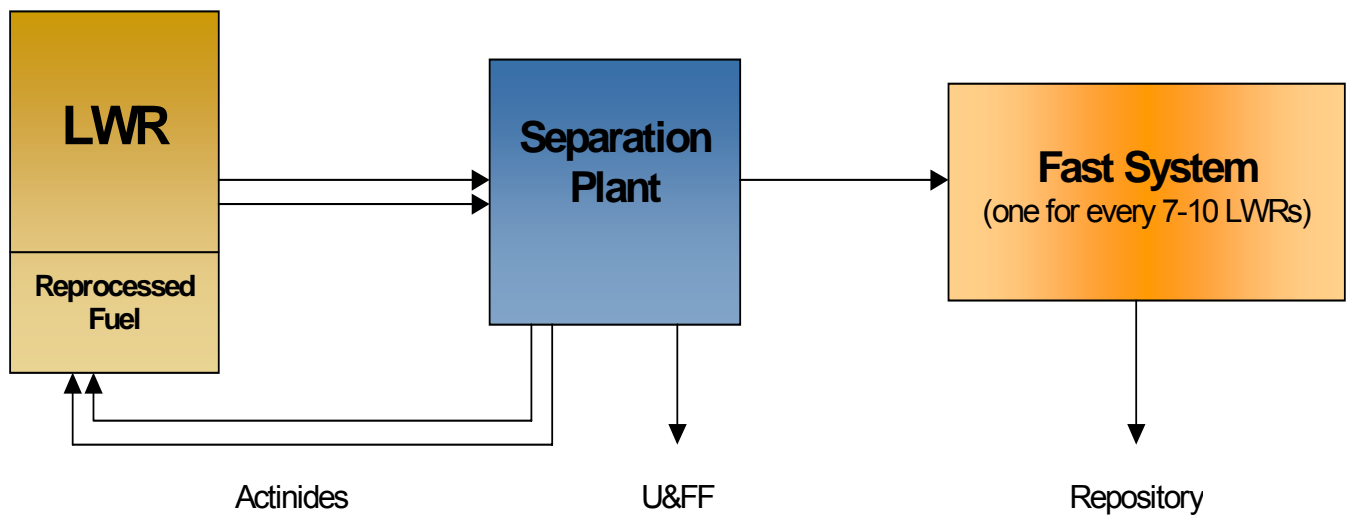 LWR
Reprocessed
Fuel
Separation
Plant
Fast System
(one for every 7-10 LWRs)
Actinides
U&FF
Repository